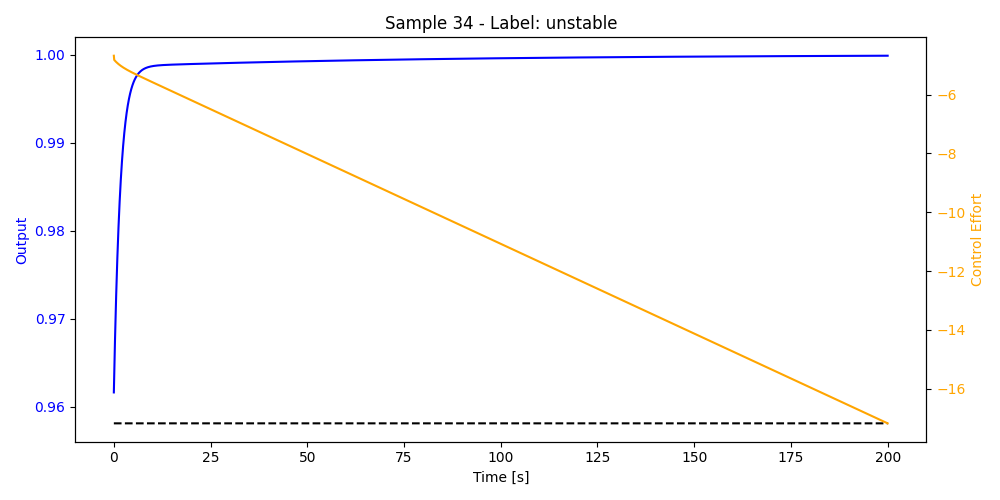 Sample 34 - Label: unstable
1.00
0.99
0.98
0.97
0.96
Output
−6
−8
−10
−12
−14
−16
Control Effort
0 25 50 75 100 125 150 175 200
Time [s]